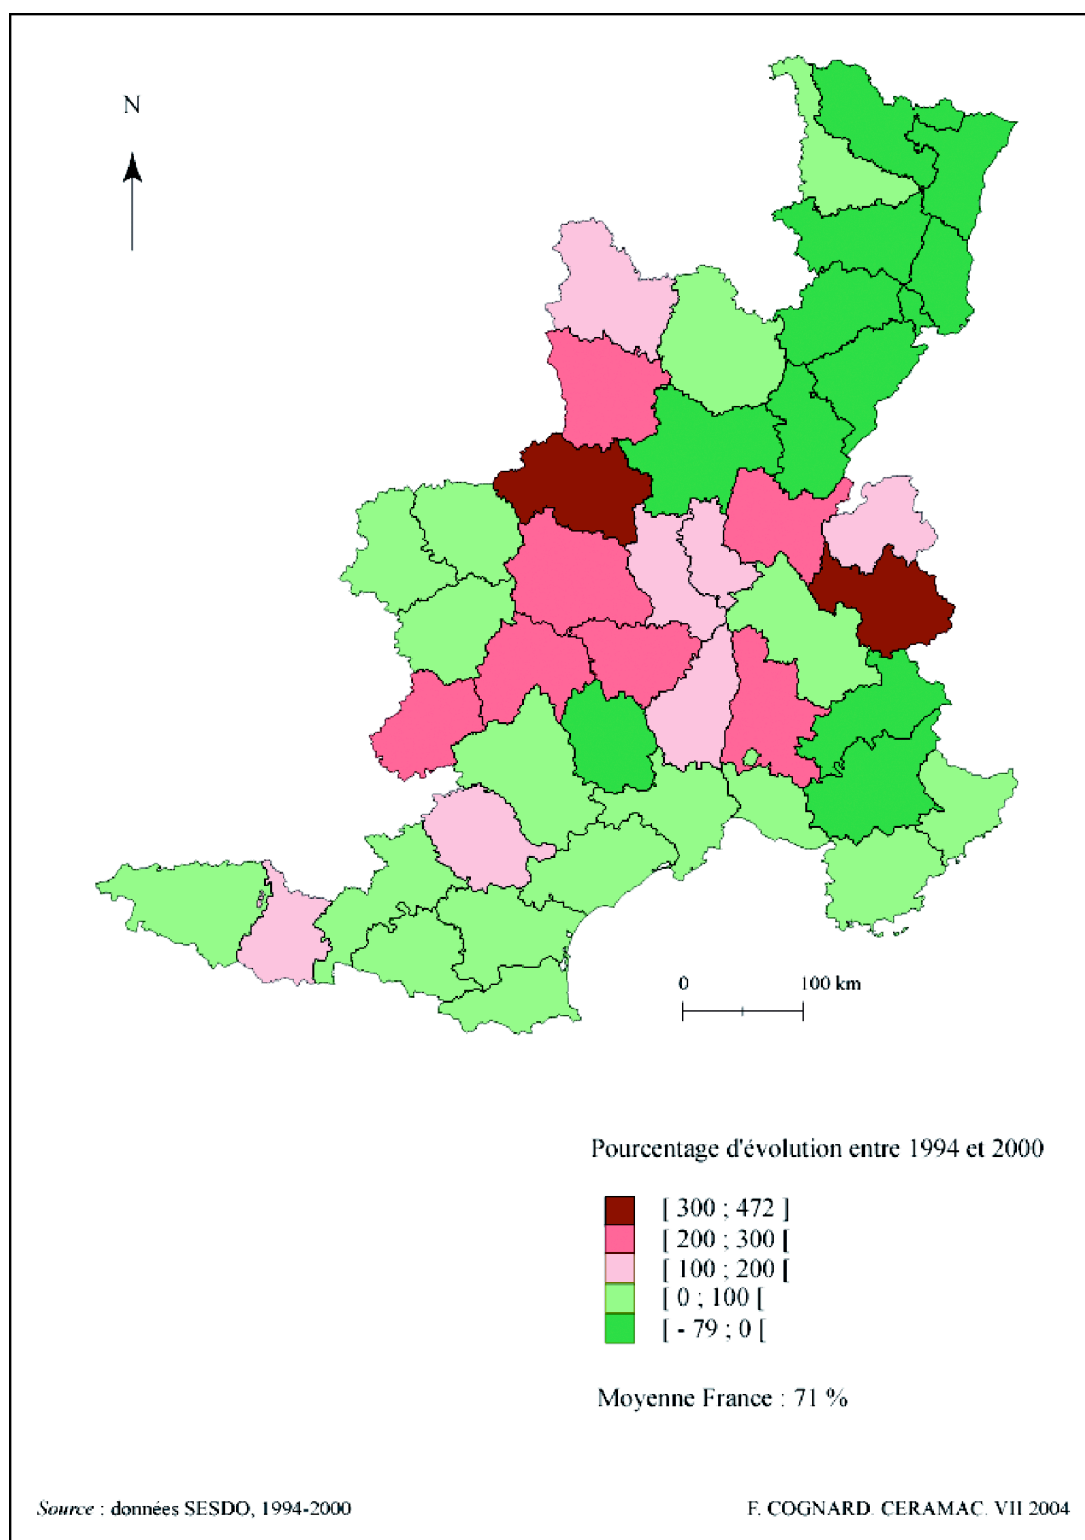 N
0 100 km
Pourcentage d'évolution entre 1994 et 2000
[ 300 ; 472 ]
[ 200 ; 300 [
[ 100 ; 200 [
[ 0 ; 100 [
[ - 79 ; 0 [
Moyenne France : 71 %
Source : données SESDO, 1994-2000
F. COGNARD. CERAMAC. VII 2004